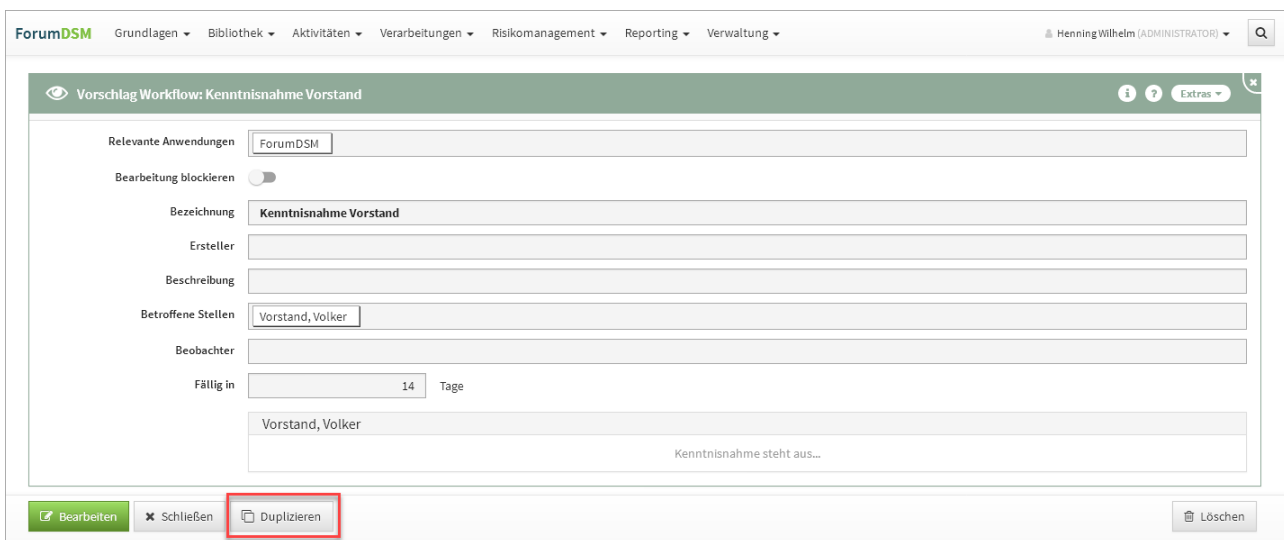 ForumDSM Grundlagen Bibliothek Aktivitäten Verarbeitungen Risikomanagement Reporting Verwaltung Henning Wilhelm (ADMINISTRATOR)
Vorschlag Workflow: Kenntnisnahme Vorstand i ? Extras
Relevante Anwendungen ForumDSM
Bearbeitung blockieren
Bezeichnung Kenntnisnahme Vorstand
Ersteller
Beschreibung
Betroffene Stellen Vorstand, Volker
Beobachter
Fällig in 14 Tage
Vorstand, Volker
Kenntnisnahme steht aus...
Bearbeiten Schließen Duplizieren Löschen